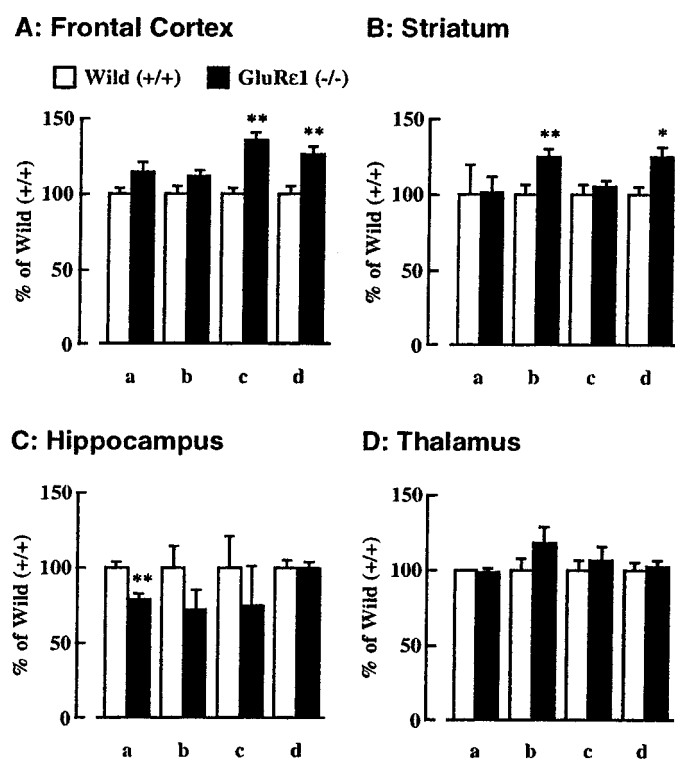 A: Frontal Cortex
B: Striatum
Wild (+/+) GluRε1 (-/-)
% of Wild (+/+)
150
100
50
0
** **
a b c d
% of Wild (+/+)
150
100
50
0
** *
a b c d
C: Hippocampus
D: Thalamus
% of Wild (+/+)
150
100
50
0
**
a b c d
% of Wild (+/+)
150
100
50
0
a b c d